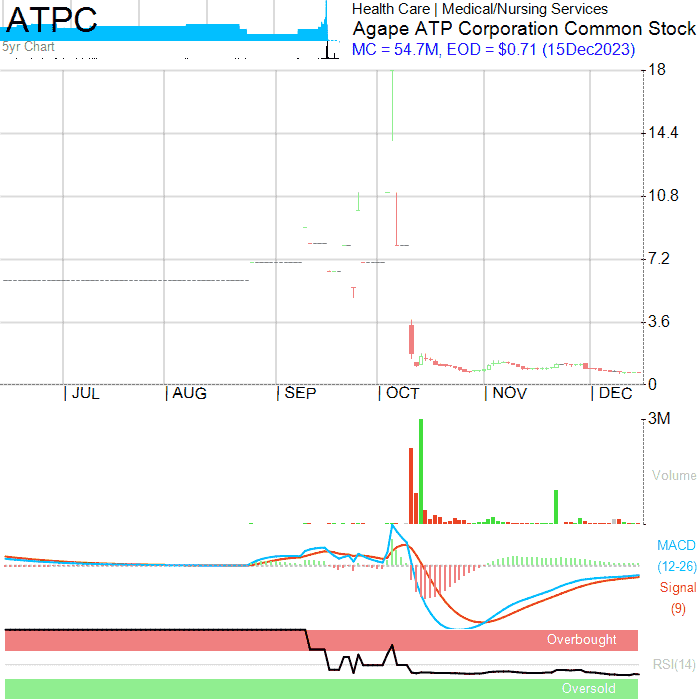 ATPC
5yr Chart
Health Care | Medical/Nursing Services
Agape ATP Corporation Common Stock
MC = 54.7M, EOD = $0.71 (15Dec2023)
18
14.4
10.8
7.2
3.6
0
|JUL |AUG |SEP |OCT |NOV |DEC
3M
Volume
MACD
(12-26)
Signal
(9)
Overbought
RSI(14)
Oversold